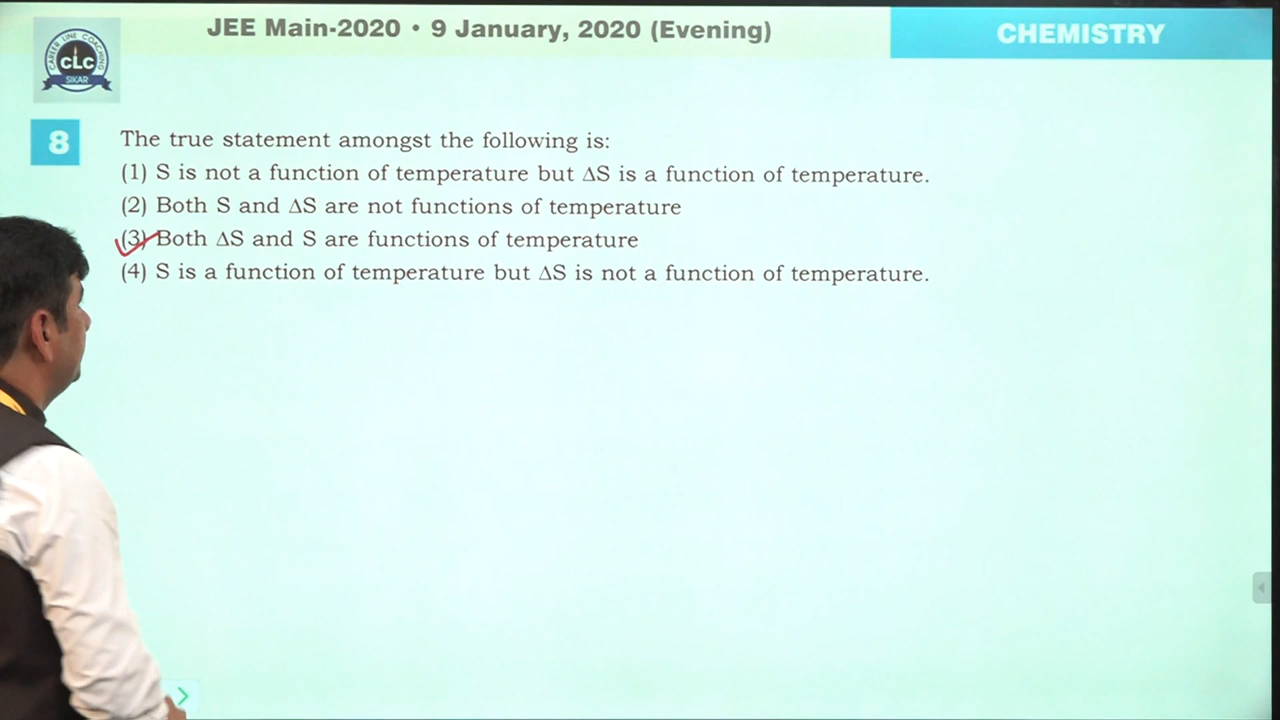 JEE Main-2020 • 9 January, 2020 (Evening)
CHEMISTRY
CAREER LINE COACHING
CLC
SIKAR
8
The true statement amongst the following is:
(1) S is not a function of temperature but ΔS is a function of temperature.
(2) Both S and ΔS are not functions of temperature
(3) Both ΔS and S are functions of temperature
(4) S is a function of temperature but ΔS is not a function of temperature.